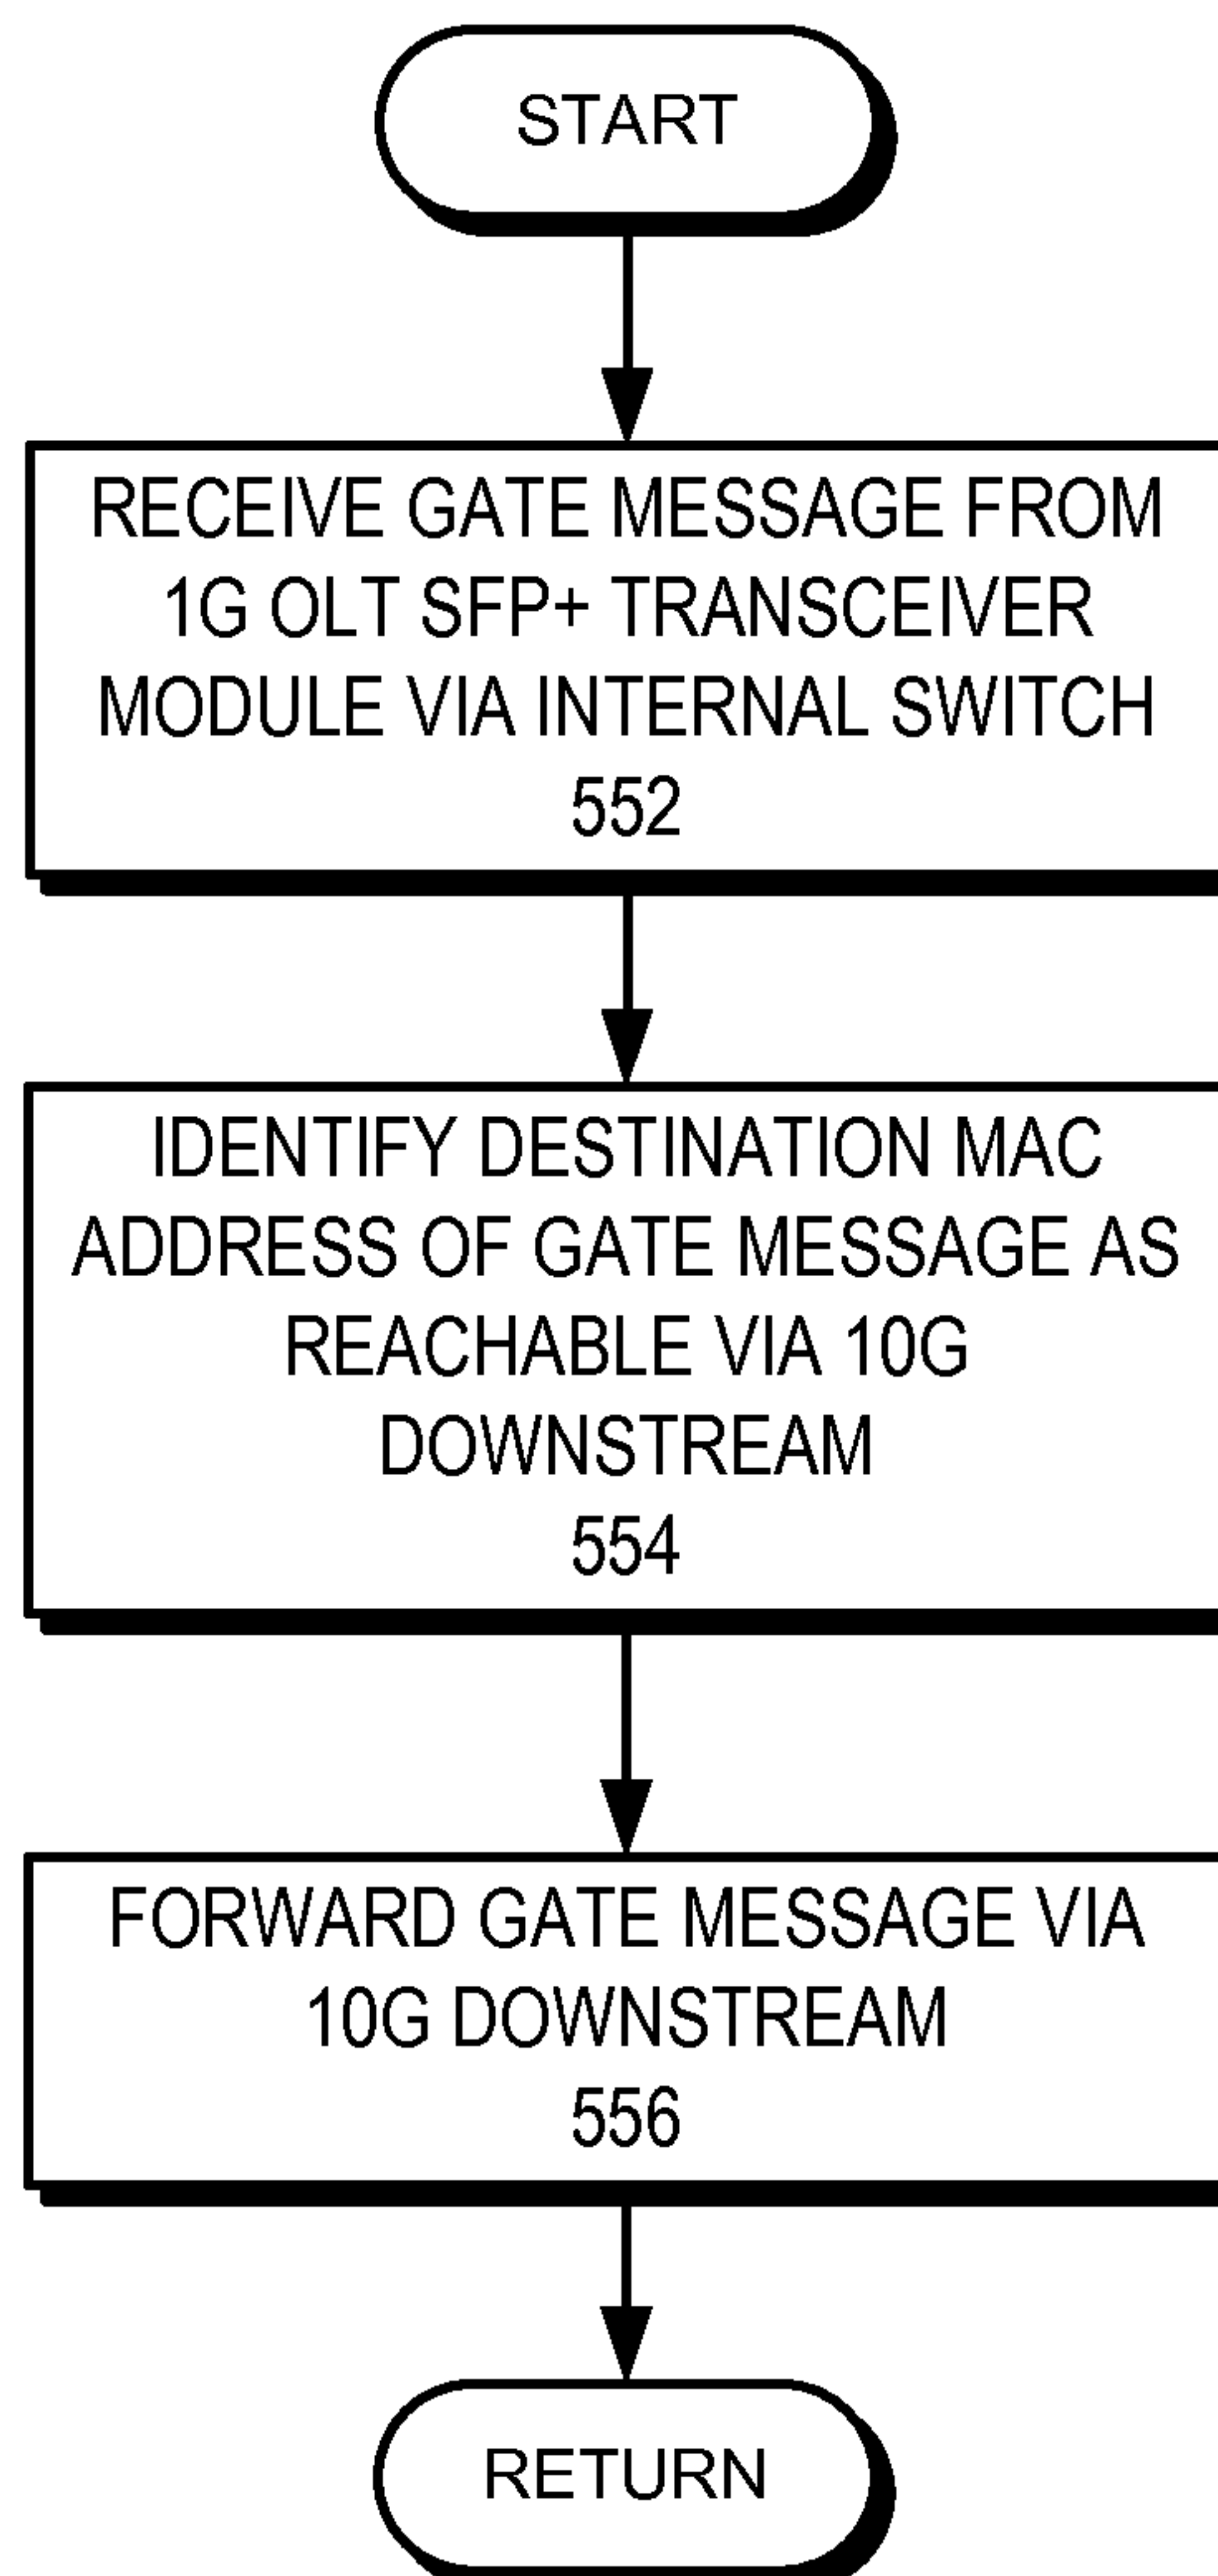 START
RECEIVE GATE MESSAGE FROM
1G OLT SFP+ TRANSCEIVER
MODULE VIA INTERNAL SWITCH
552
IDENTIFY DESTINATION MAC
ADDRESS OF GATE MESSAGE AS
REACHABLE VIA 10G
DOWNSTREAM
554
FORWARD GATE MESSAGE VIA
10G DOWNSTREAM
556
RETURN